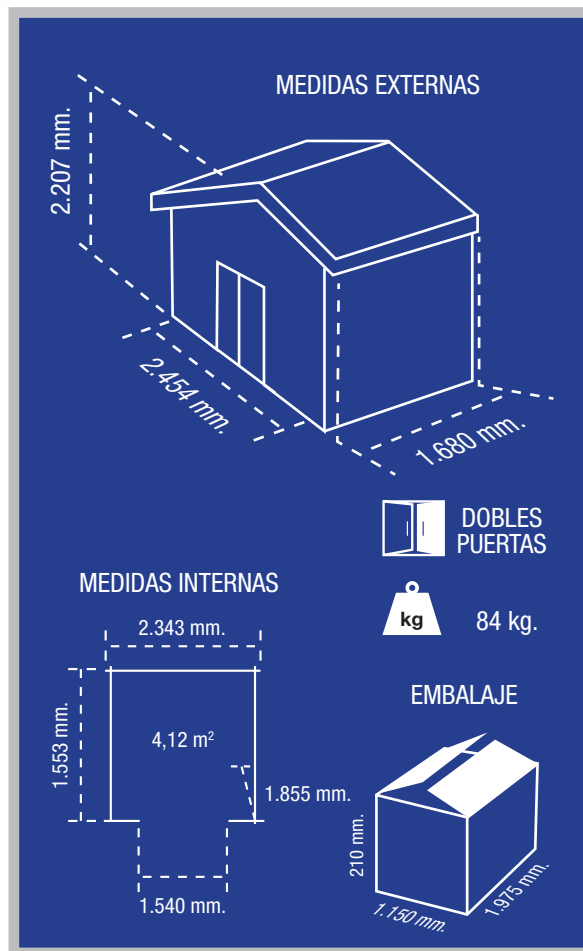 MEDIDAS EXTERNAS
2.207 mm.
2.454 mm.
1.680 mm.
DOBLES
PUERTAS
kg
84 kg.
MEDIDAS INTERNAS
2.343 mm.
1.553 mm.
4,12 m²
1.855 mm.
1.540 mm.
EMBALAJE
210 mm.
1.150 mm.
1.975 mm.